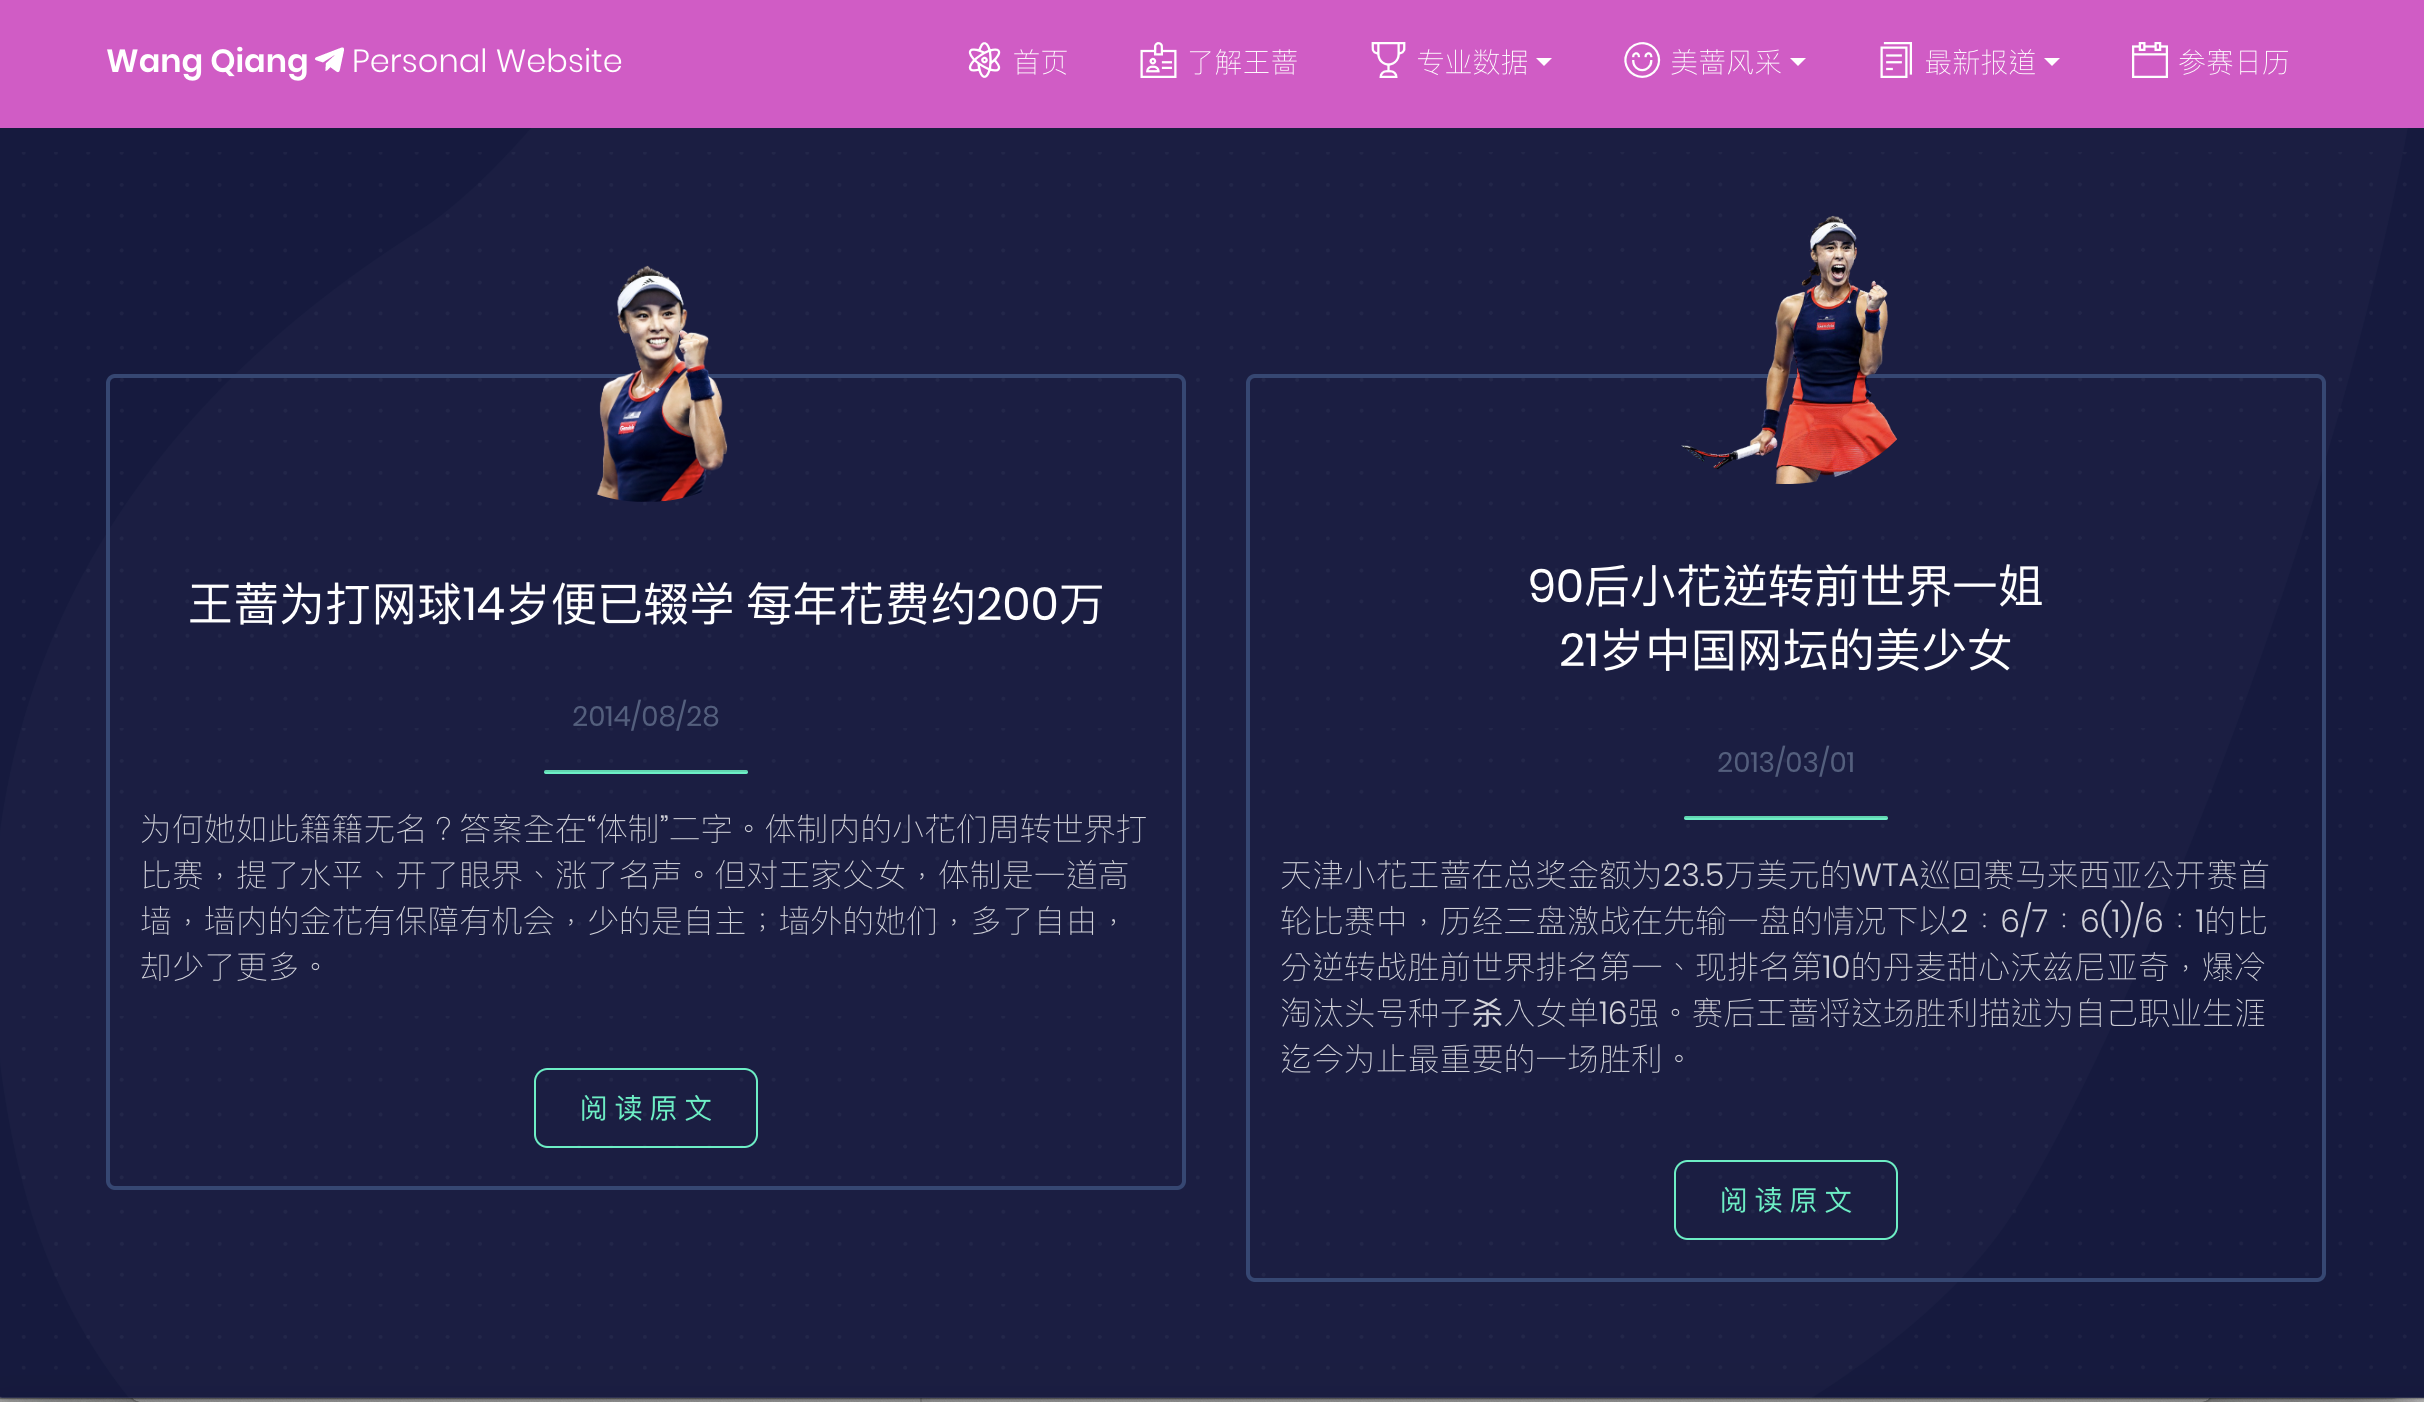 Wang Qiang Personal Website
首页
了解王蔷
专业数据
美蔷风采
最新报道
参赛日历
王蔷为打网球14岁便已辍学 每年花费约200万
2014/08/28
为何她如此籍籍无名？答案全在“体制”二字。体制内的小花们周转世界打
比赛，提了水平、开了眼界、涨了名声。但对王家父女，体制是一道高
墙，墙内的金花有保障有机会，少的是自主；墙外的她们，多了自由，
却少了更多。
阅读原文
90后小花逆转前世界一姐
21岁中国网坛的美少女
2013/03/01
天津小花王蔷在总奖金额为23.5万美元的WTA巡回赛马来西亚公开赛首
轮比赛中，历经三盘激战在先输一盘的情况下以2：6/7：6(1)/6：1的比
分逆转战胜前世界排名第一、现排名第10的丹麦甜心沃兹尼亚奇，爆冷
淘汰头号种子杀入女单16强。赛后王蔷将这场胜利描述为自己职业生涯
迄今为止最重要的一场胜利。
阅读原文